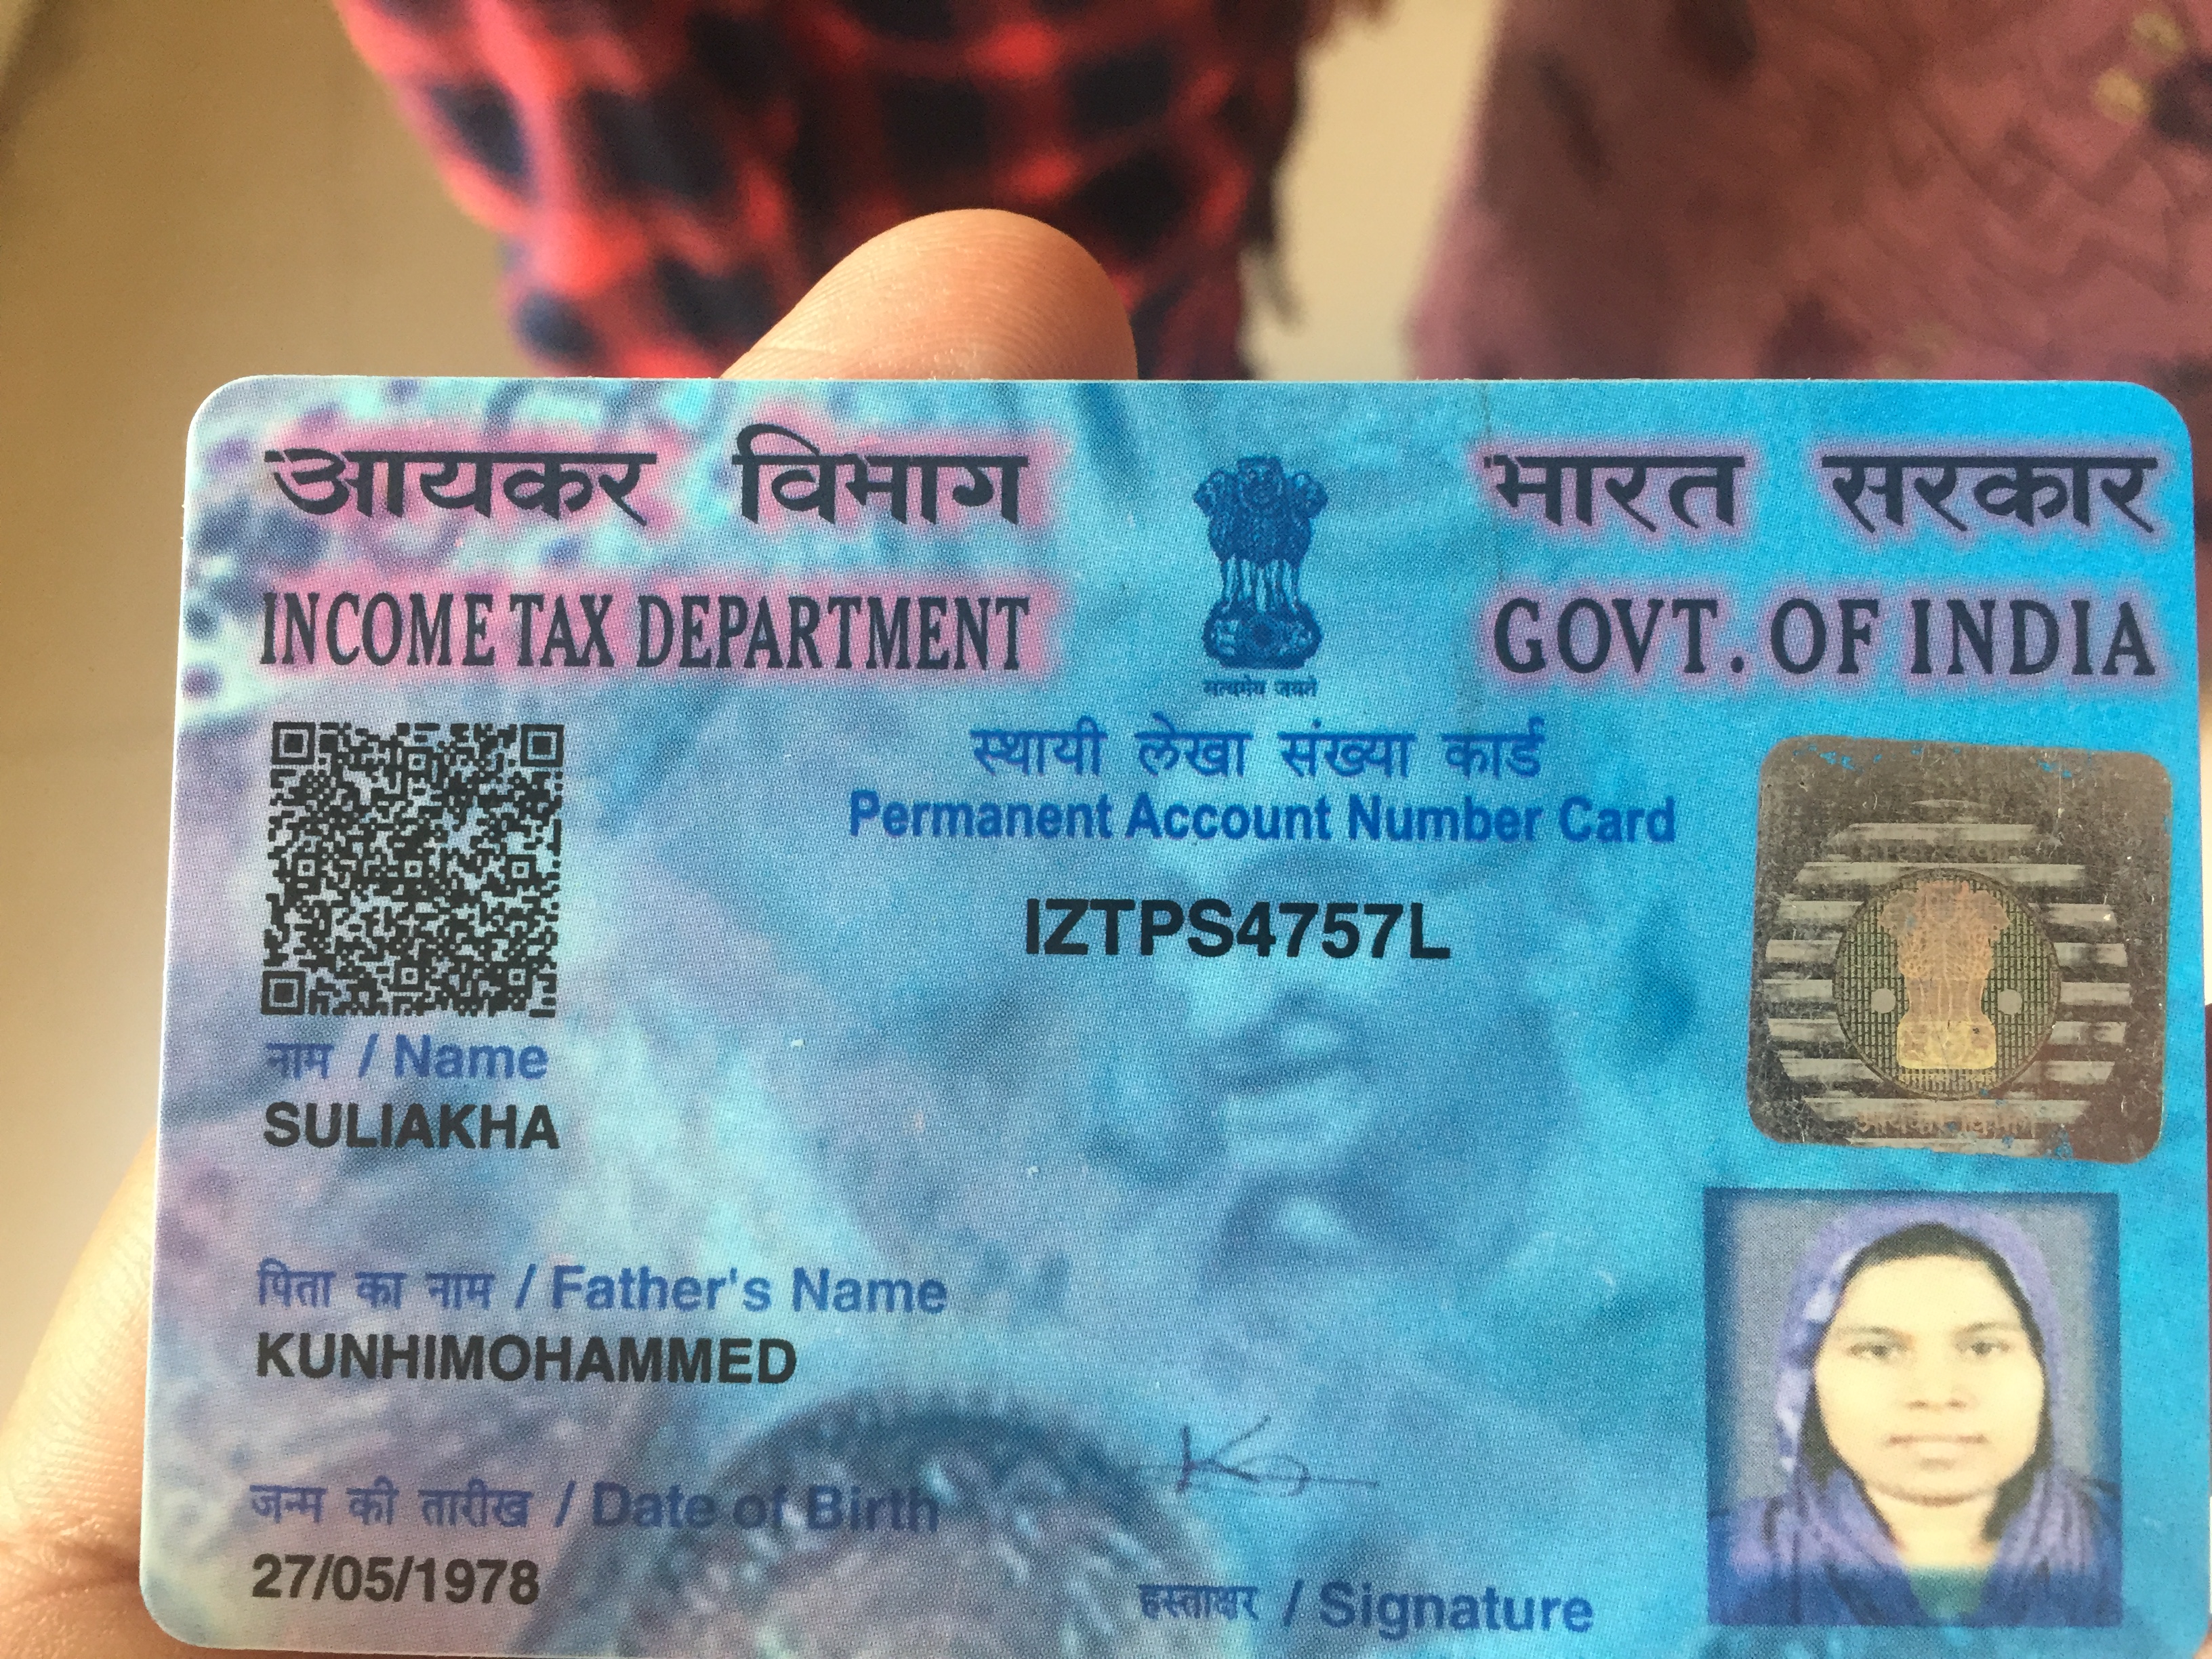 आयकर विभाग
INCOME TAX DEPARTMENT
भारत सरकार
GOVT. OF INDIA
सत्यमेव जयते
स्थायी लेखा संख्या कार्ड
Permanent Account Number Card
IZTPS4757L
नाम / Name
SULIAKHA
पिता का नाम / Father's Name
KUNHIMOHAMMED
जन्म की तारीख / Date of Birth
27/05/1978
हस्ताक्षर / Signature